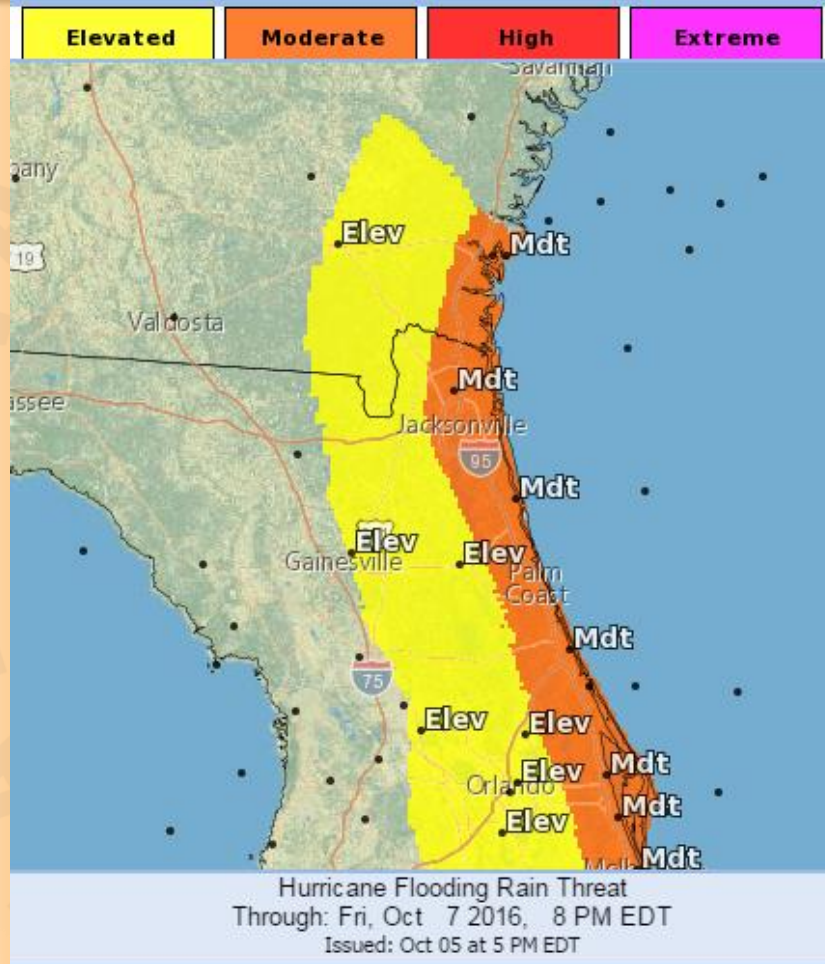 Elevated Moderate High Extreme
Savannah
bany
Elev
Mdt
19
Valdosta
Mdt
assee
Jacksonville
95
Mdt
Elev
Elev
Gainesville
Palm
Coast
Mdt
75
Elev
Elev
Elev
Mdt
Orlando
Mdt
Elev
Mdt
Hurricane Flooding Rain Threat
Through: Fri, Oct 7 2016, 8 PM EDT
Issued: Oct 05 at 5 PM EDT